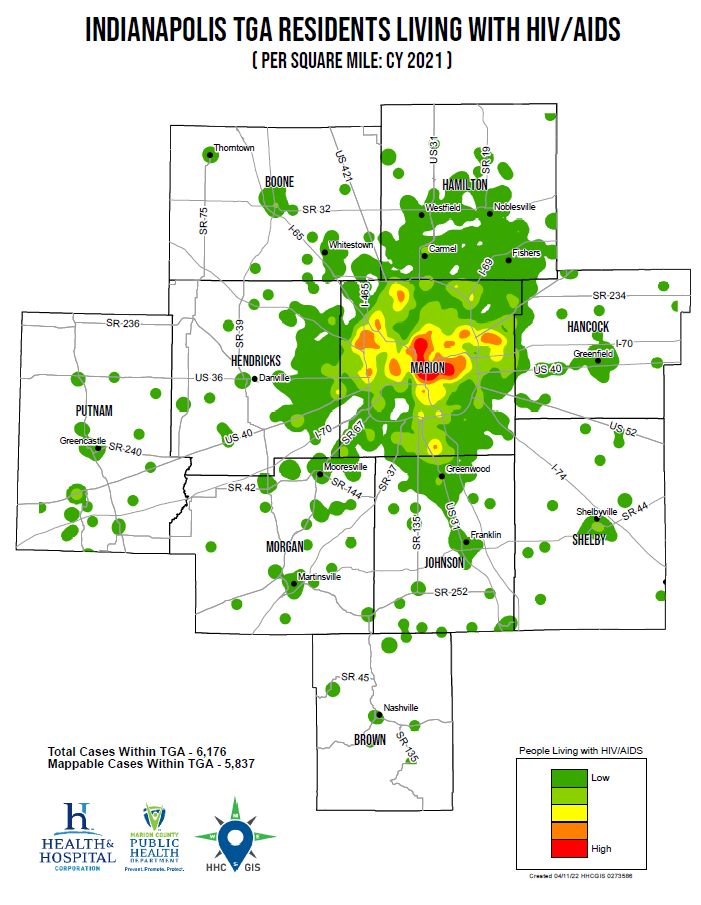 INDIANAPOLIS TGA RESIDENTS LIVING WITH HIV/AIDS
( PER SQUARE MILE: CY 2021 )
Thorntown
US 421
US 31
SR 19
BOONE
HAMILTON
SR 75
SR 32
Westfield
Noblesville
I-65
Whitestown
Carmel
Fishers
I-69
I-465
SR 234
SR 236
SR 39
HANCOCK
I-70
HENDRICKS
Greenfield
US 36
Danville
MARION
US 40
PUTNAM
US 40
I-70
SR 67
US 52
Greencastle
SR 240
Mooresville
Greenwood
I-74
SR 42
SR 144
SR 37
US 31
SR 135
Shelbyville
SR 44
Franklin
SHELBY
MORGAN
JOHNSON
Martinsville
SR 252
SR 45
Nashville
BROWN
SR 135
Total Cases Within TGA - 6,176
Mappable Cases Within TGA - 5,837
People Living with HIV/AIDS
Low
High
Created 04/11/22 HHCGIS 0273586
h
HEALTH&
HOSPITAL
CORPORATION
MARION COUNTY
PUBLIC
HEALTH
DEPARTMENT
Prevent. Promote. Protect.
N
W
E
S
HHC GIS